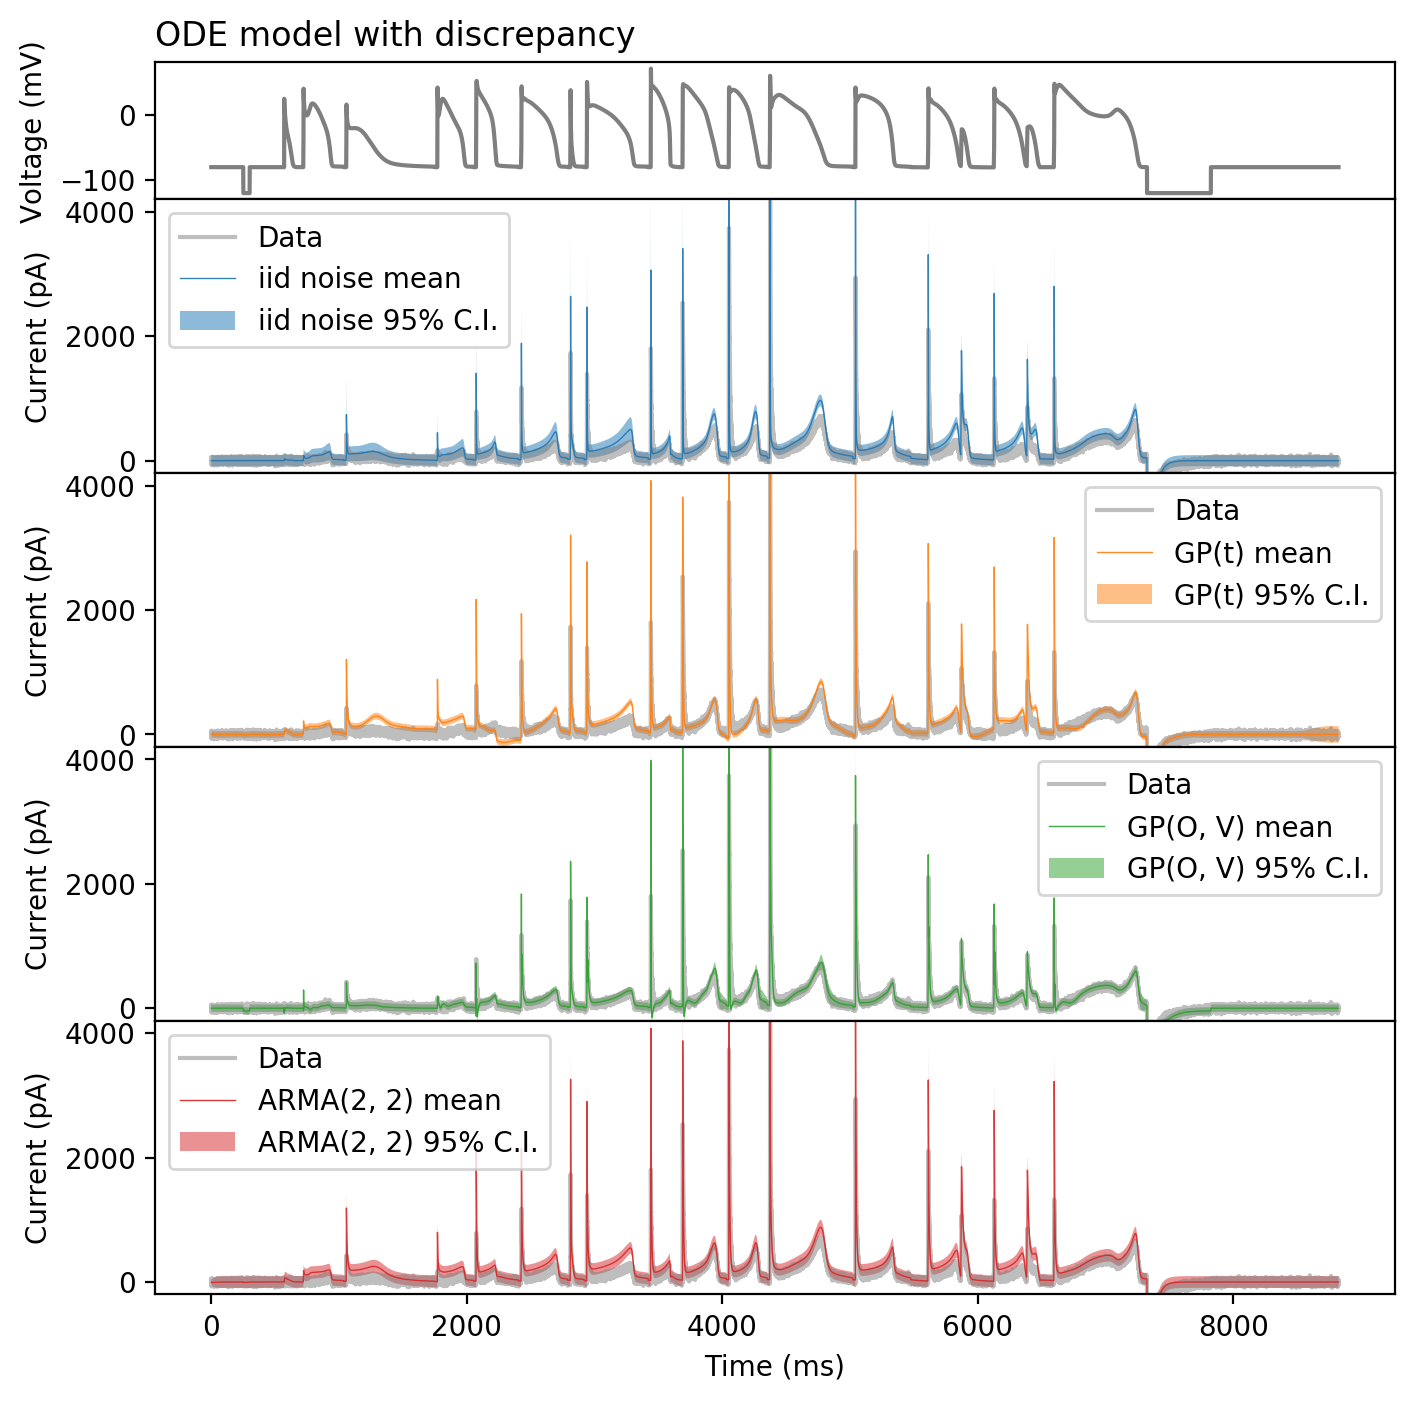 ODE model with discrepancy
Voltage (mV)
0
−100
Current (pA)
4000
2000
0
Data
iid noise mean
iid noise 95% C.I.
Current (pA)
4000
2000
0
Data
GP(t) mean
GP(t) 95% C.I.
Current (pA)
4000
2000
0
Data
GP(O, V) mean
GP(O, V) 95% C.I.
Current (pA)
4000
2000
0
Data
ARMA(2, 2) mean
ARMA(2, 2) 95% C.I.
0 2000 4000 6000 8000
Time (ms)